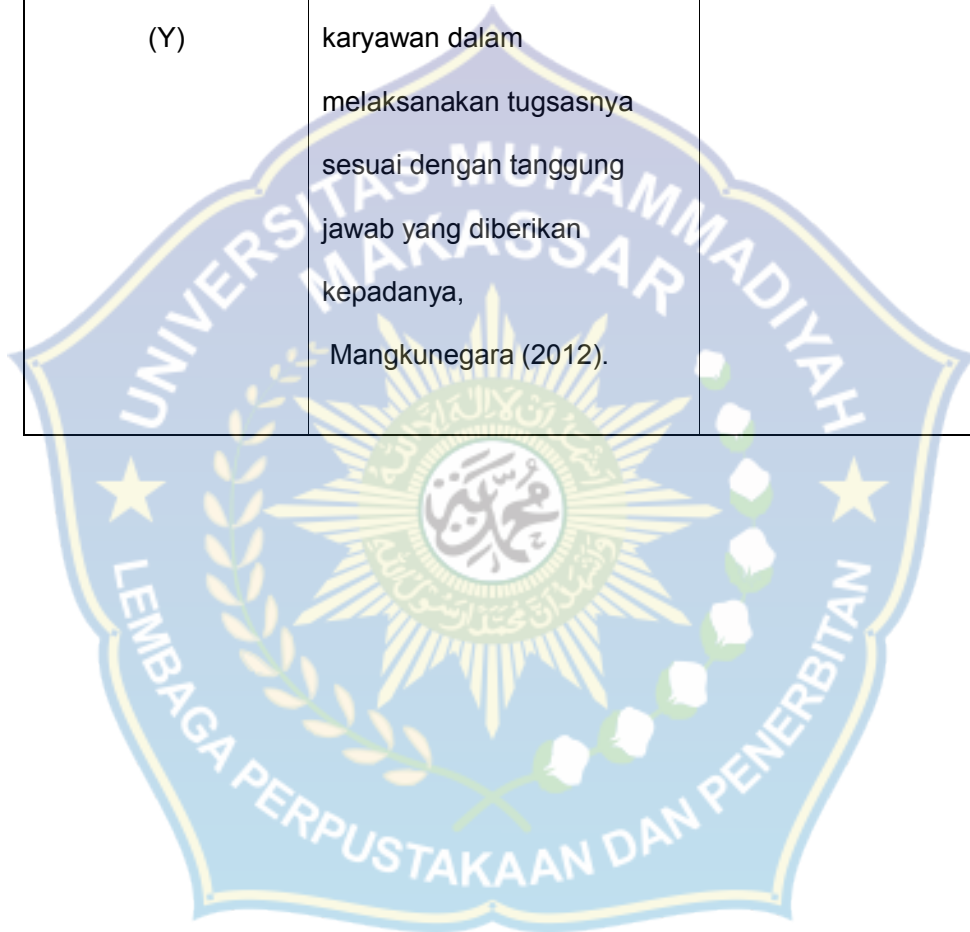 (Y)
karyawan dalam
melaksanakan tugsasnya
sesuai dengan tanggung
jawab yang diberikan
kepadanya,
Mangkunegara (2012).
UNIVERSITAS MUHAMMADIYAH
MAKASSAR
LEMBAGA PERPUSTAKAAN DAN PENERBITAN